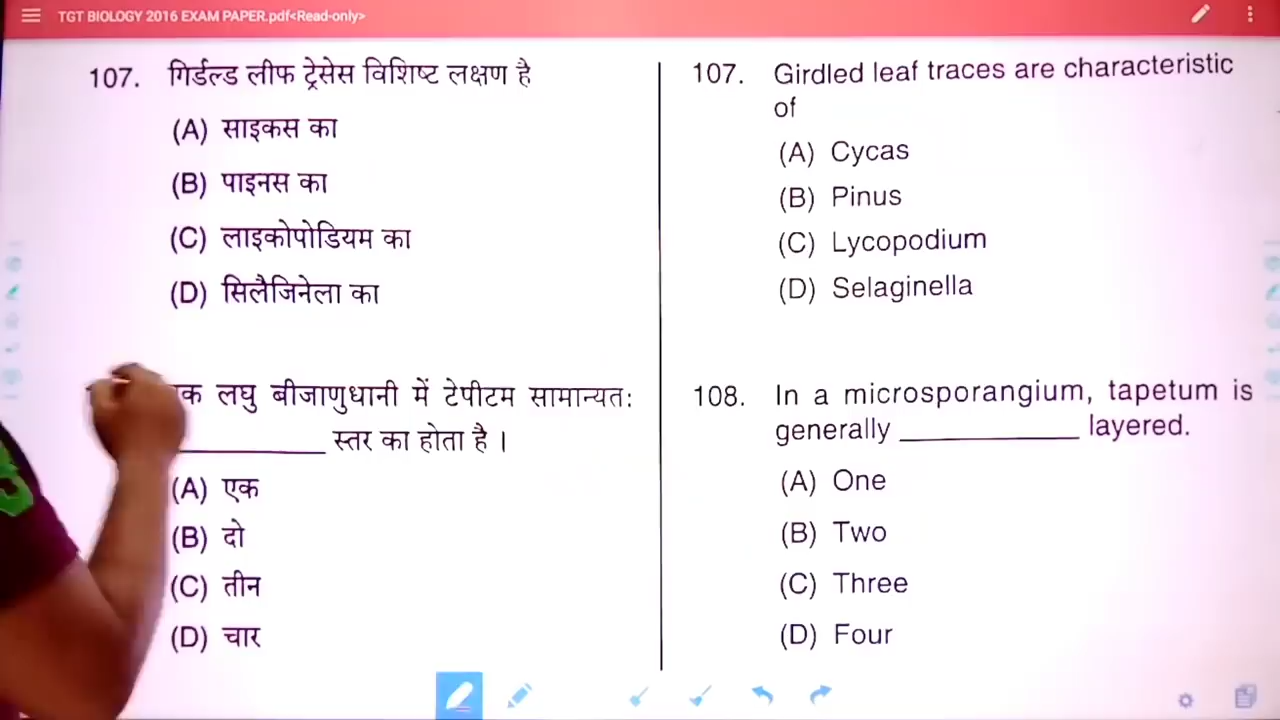 TGT BIOLOGY 2016 EXAM PAPER.pdf<Read-only>
107. गिर्डल्ड लीफ ट्रेसेस विशिष्ट लक्षण है
(A) साइकस का
(B) पाइनस का
(C) लाइकोपोडियम का
(D) सिलैजिनेला का
लघु बीजाणुधानी में टेपीटम सामान्यतः
__________ स्तर का होता है ।
(A) एक
(B) दो
(C) तीन
(D) चार
107. Girdled leaf traces are characteristic
of
(A) Cycas
(B) Pinus
(C) Lycopodium
(D) Selaginella
108. In a microsporangium, tapetum is
generally __________ layered.
(A) One
(B) Two
(C) Three
(D) Four